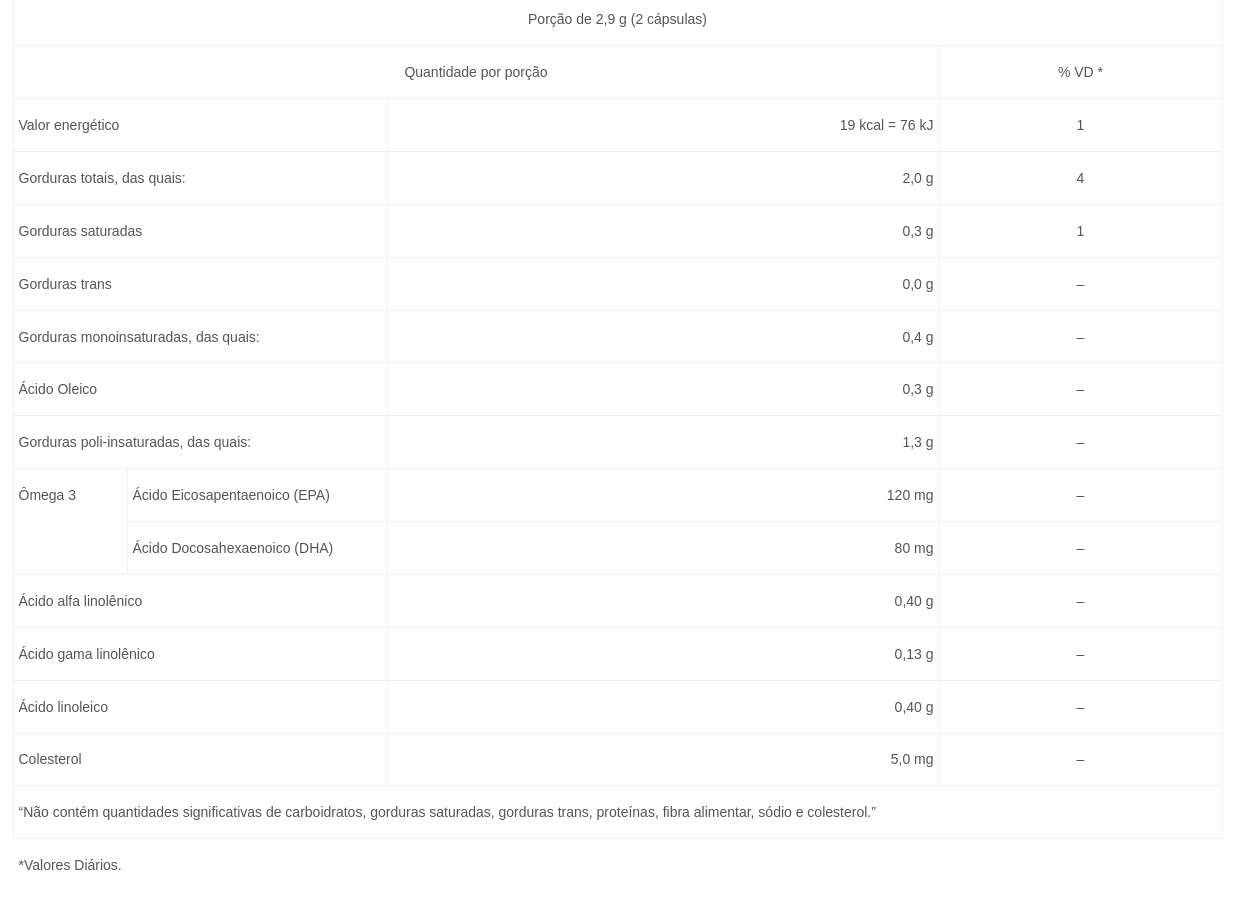 Porção de 2,9 g (2 cápsulas)
Quantidade por porção % VD *
Valor energético 19 kcal = 76 kJ 1
Gorduras totais, das quais: 2,0 g 4
Gorduras saturadas 0,3 g 1
Gorduras trans 0,0 g –
Gorduras monoinsaturadas, das quais: 0,4 g –
Ácido Oleico 0,3 g –
Gorduras poli-insaturadas, das quais: 1,3 g –
Ômega 3 Ácido Eicosapentaenoico (EPA) 120 mg –
Ácido Docosahexaenoico (DHA) 80 mg –
Ácido alfa linolênico 0,40 g –
Ácido gama linolênico 0,13 g –
Ácido linoleico 0,40 g –
Colesterol 5,0 mg –
“Não contém quantidades significativas de carboidratos, gorduras saturadas, gorduras trans, proteínas, fibra alimentar, sódio e colesterol.”
*Valores Diários.